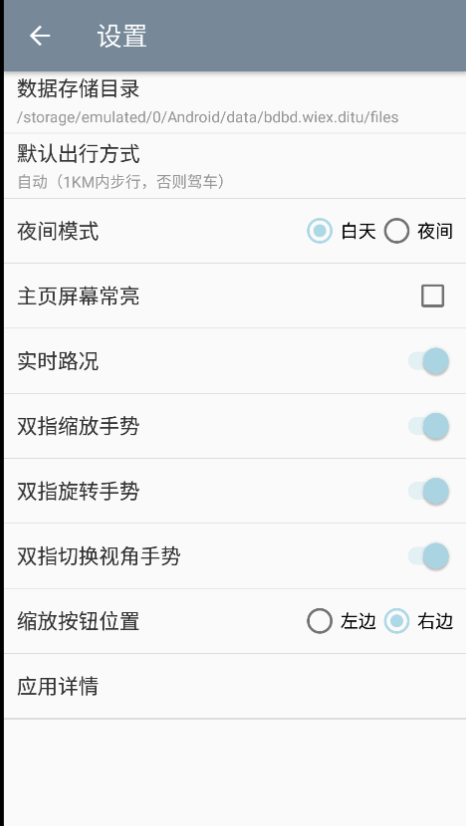 设置
数据存储目录
/storage/emulated/0/Android/data/bdbd.wiex.ditu/files
默认出行方式
自动（1KM内步行，否则驾车）
夜间模式 白天 夜间
主页屏幕常亮
实时路况
双指缩放手势
双指旋转手势
双指切换视角手势
缩放按钮位置 左边 右边
应用详情